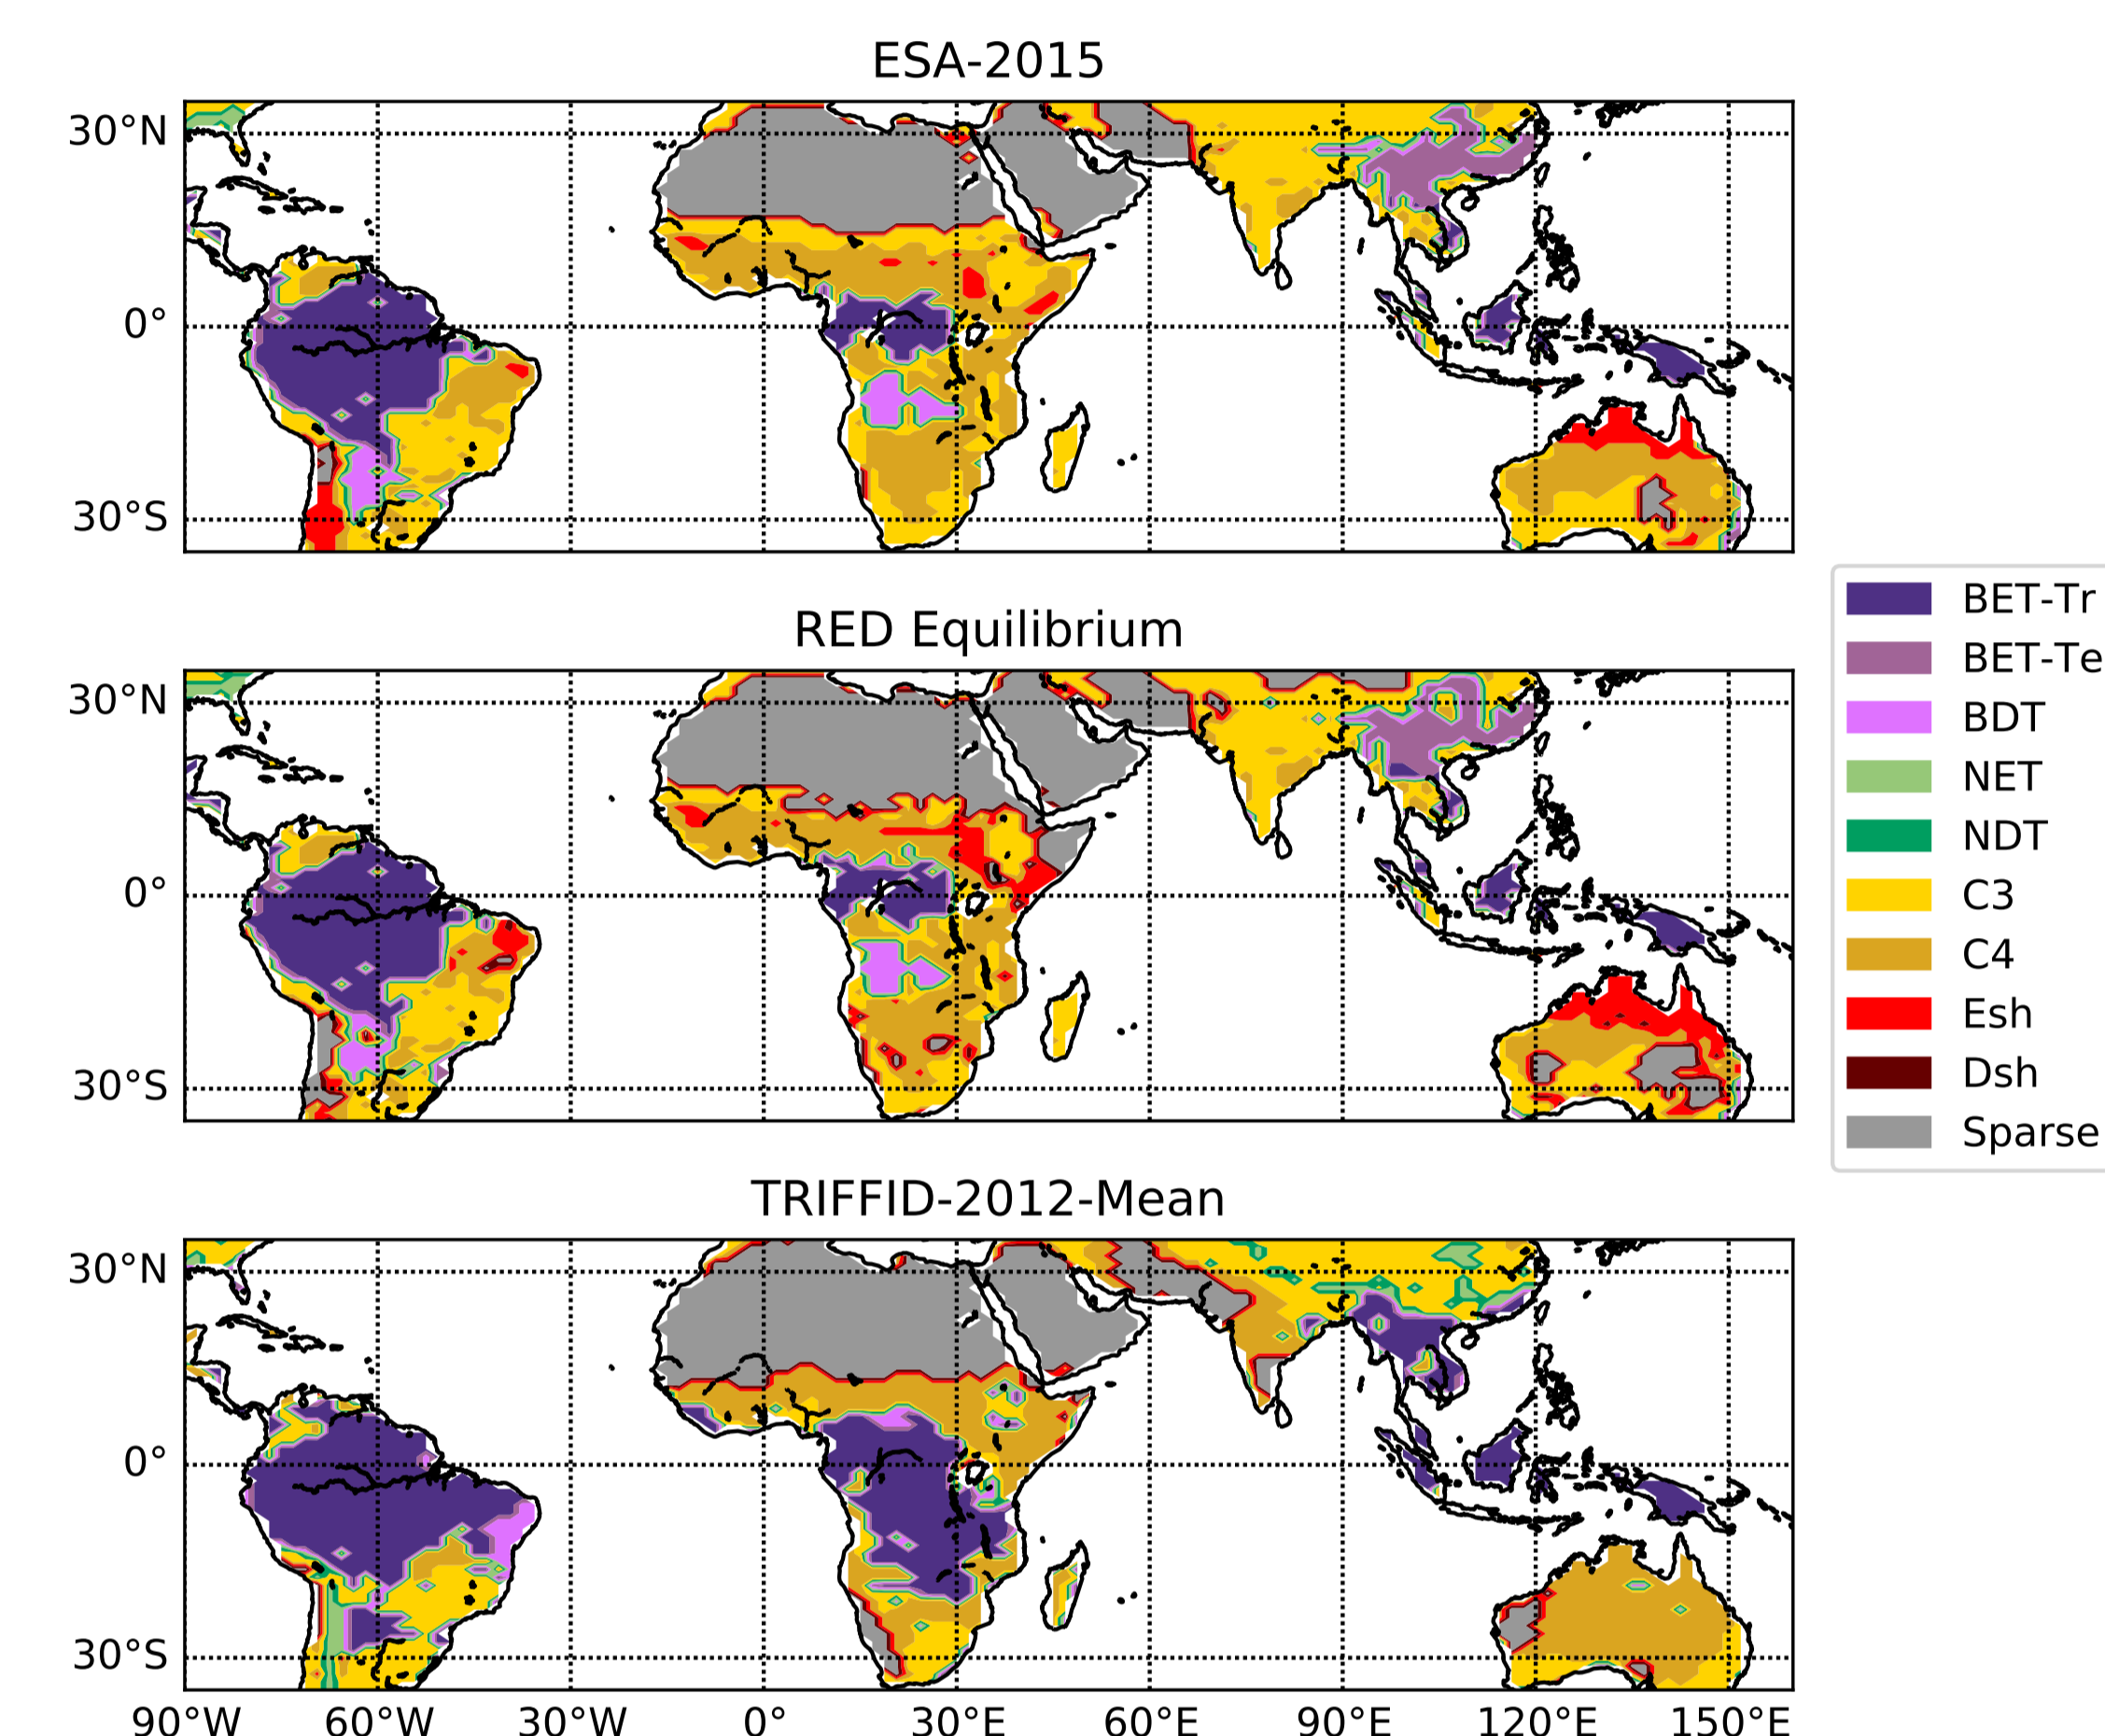 ESA-2015
30°N
0°
30°S
RED Equilibrium
30°N
0°
30°S
BET-Tr
BET-Te
BDT
NET
NDT
C3
C4
Esh
Dsh
Sparse
TRIFFID-2012-Mean
30°N
0°
30°S
90°W 60°W 30°W 0° 30°E 60°E 90°E 120°E 150°E